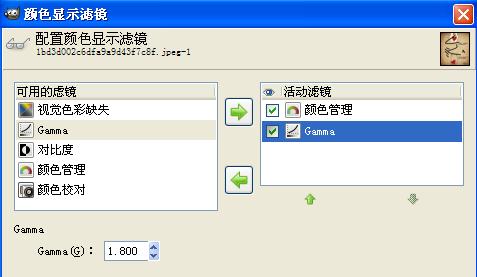 颜色显示滤镜
配置颜色显示滤镜
1bd3d002c6dfa9a9d43f7c8f.jpeg-1
可用的虑镜
视觉色彩缺失
Gamma
对比度
颜色管理
颜色校对
活动滤镜
颜色管理
Gamma
Gamma
Gamma(G)： 1.800